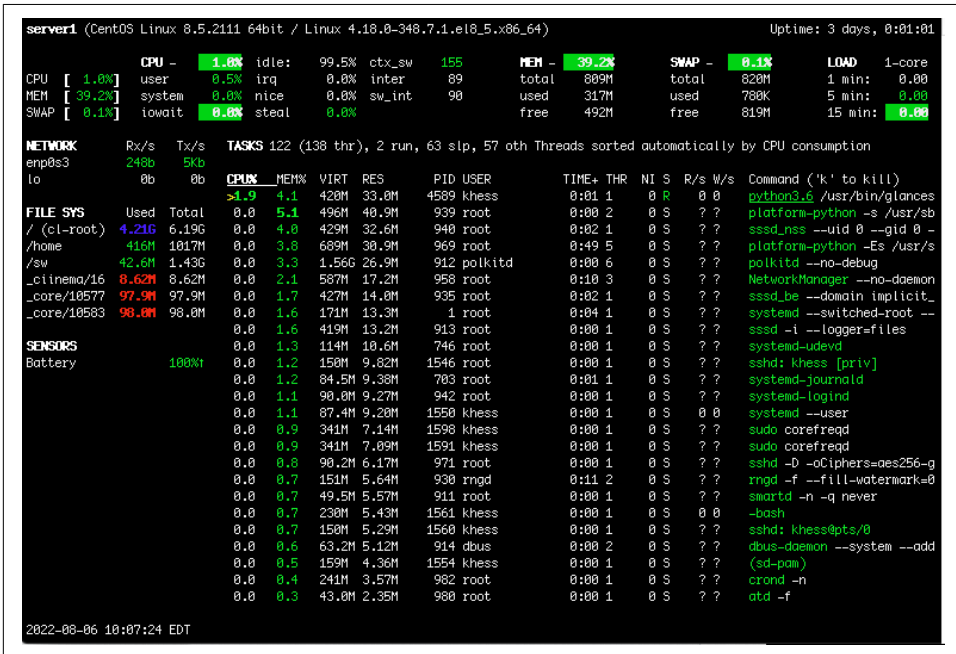 server1 (CentOS Linux 8.5.2111 64bit / Linux 4.18.0-348.7.1.el8_5.x86_64) Uptime: 3 days, 0:01:01
CPU - 1.0% idle: 99.5% ctx_sw 155 MEM - 39.2% SWAP - 0.1% LOAD 1-core
CPU [ 1.0%] user 0.5% irq 0.0% inter 89 total 809M total 820M 1 min: 0.00
MEM [ 39.2%] system 0.0% nice 0.0% sw_int 90 used 317M used 780K 5 min: 0.00
SWAP [ 0.1%] iowait 0.0% steal 0.0% free 492M free 819M 15 min: 0.00
NETWORK Rx/s Tx/s TASKS 122 (138 thr), 2 run, 63 slp, 57 oth Threads sorted automatically by CPU consumption
enp0s3 248b 5Kb
lo 0b 0b CPU% MEM% VIRT RES PID USER TIME+ THR NI S R/s W/s Command ('k' to kill)
>1.9 4.1 420M 33.0M 4589 khess 0:01 1 0 R 0 0 python3.6 /usr/bin/glances
FILE SYS Used Total 0.0 5.1 496M 40.9M 939 root 0:00 2 0 S ? ? platform-python -s /usr/sb
/ (cl-root) 4.21G 6.19G 0.0 4.0 429M 32.6M 940 root 0:02 1 0 S ? ? sssd_nss --uid 0 --gid 0 -
/home 416M 1017M 0.0 3.8 689M 30.9M 969 root 0:49 5 0 S ? ? platform-python -Es /usr/s
/sw 42.6M 1.43G 0.0 3.3 1.56G 26.9M 912 polkitd 0:00 6 0 S ? ? polkitd --no-debug
_ciinema/16 8.62M 8.62M 0.0 2.1 587M 17.2M 958 root 0:10 3 0 S ? ? NetworkManager --no-daemon
_core/10577 97.9M 97.9M 0.0 1.7 427M 14.0M 935 root 0:02 1 0 S ? ? sssd_be --domain implicit_
_core/10583 98.0M 98.0M 0.0 1.6 171M 13.3M 1 root 0:04 1 0 S ? ? systemd --switched-root --
0.0 1.6 419M 13.2M 913 root 0:00 1 0 S ? ? sssd -i --logger=files
SENSORS 0.0 1.3 114M 10.6M 746 root 0:00 1 0 S ? ? systemd-udevd
Battery 100%↑ 0.0 1.2 150M 9.82M 1546 root 0:00 1 0 S ? ? sshd: khess [priv]
0.0 1.2 84.5M 9.38M 703 root 0:01 1 0 S ? ? systemd-journald
0.0 1.1 90.0M 9.27M 942 root 0:00 1 0 S ? ? systemd-logind
0.0 1.1 87.4M 9.20M 1550 khess 0:00 1 0 S 0 0 systemd --user
0.0 0.9 341M 7.14M 1598 khess 0:00 1 0 S ? ? sudo corefreqd
0.0 0.9 341M 7.09M 1591 khess 0:00 1 0 S ? ? sudo corefreqd
0.0 0.8 90.2M 6.17M 971 root 0:00 1 0 S ? ? sshd -D -oCiphers=aes256-g
0.0 0.7 151M 5.64M 930 rngd 0:11 2 0 S ? ? rngd -f --fill-watermark=0
0.0 0.7 49.5M 5.57M 911 root 0:00 1 0 S ? ? smartd -n -q never
0.0 0.7 230M 5.43M 1561 khess 0:00 1 0 S 0 0 -bash
0.0 0.7 150M 5.29M 1560 khess 0:00 1 0 S ? ? sshd: khess@pts/0
0.0 0.6 63.2M 5.12M 914 dbus 0:00 2 0 S ? ? dbus-daemon --system --add
0.0 0.5 159M 4.36M 1554 khess 0:00 1 0 S ? ? (sd-pam)
0.0 0.4 241M 3.57M 982 root 0:00 1 0 S ? ? crond -n
0.0 0.3 43.0M 2.35M 980 root 0:00 1 0 S ? ? atd -f
2022-08-06 10:07:24 EDT